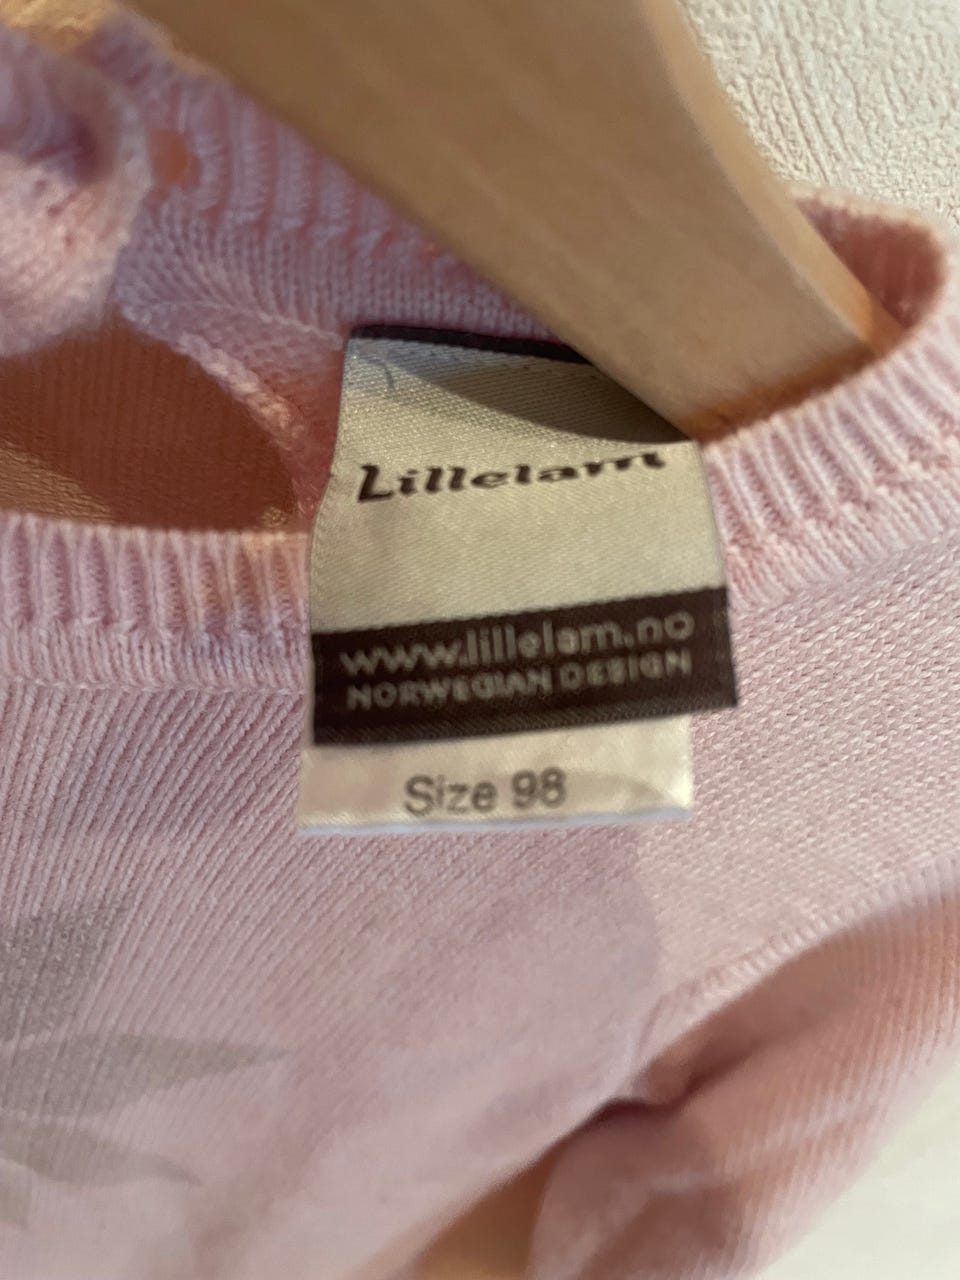 Lillelam
www.lillelam.no
NORWEGIAN DESIGN
Size 98